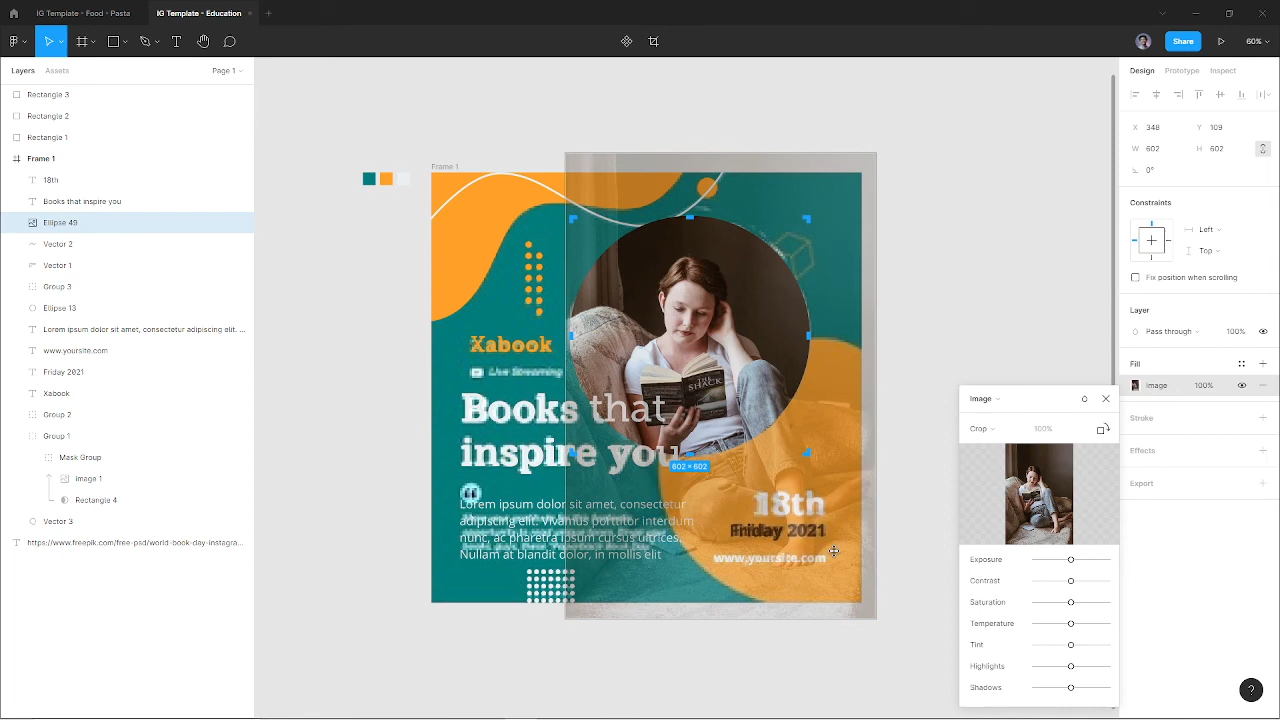 IG Template - Food - Pasta
IG Template - Education
Share
60%
Layers
Assets
Page 1
Rectangle 3
Rectangle 2
Rectangle 1
Frame 1
18th
Books that inspire you
Ellipse 49
Vector 2
Vector 1
Group 3
Ellipse 13
Lorem ipsum dolor sit amet, consectetur adipiscing elit. ...
www.yoursite.com
Friday 2021
Xabook
Group 2
Group 1
Mask Group
image 1
Rectangle 4
Vector 3
https://www.freepik.com/free-psd/world-book-day-instagra...
Frame 1
Xabook
Live Streaming
Books that
inspire you
602 × 602
Lorem ipsum dolor sit amet, consectetur
adipiscing elit. Vivamus porttitor interdum
nunc, ac pharetra ipsum cursus ultrices.
Nullam at blandit dolor, in mollis elit
18th
Friday 2021
www.yoursite.com
THE
SHACK
Design
Prototype
Inspect
X 348 Y 109
W 602 H 602
0°
Constraints
Left
Top
Fix position when scrolling
Layer
Pass through 100%
Fill
Image 100%
Stroke
Effects
Export
Image
Crop 100%
Exposure
Contrast
Saturation
Temperature
Tint
Highlights
Shadows
?